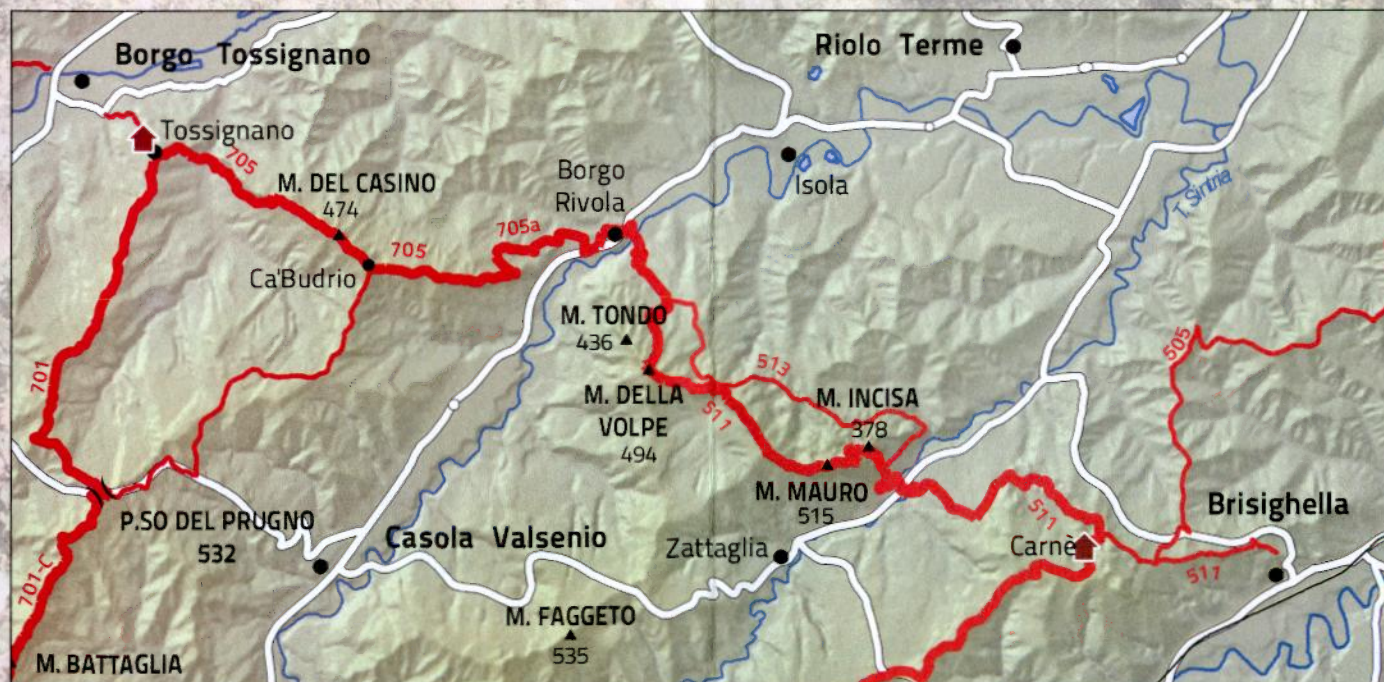 Borgo Tossignano
Riolo Terme
Tossignano
705
M. DEL CASINO
474
Borgo
Rivola
Isola
T. Sintria
705a
705
Ca'Budrio
M. TONDO
436
505
701
513
M. INCISA
378
M. DELLA
VOLPE
494
511
M. MAURO
515
P.SO DEL PRUGNO
532
Casola Valsenio
Zattaglia
511
Carnè
Brisighella
511
701-C
M. FAGGETO
535
M. BATTAGLIA